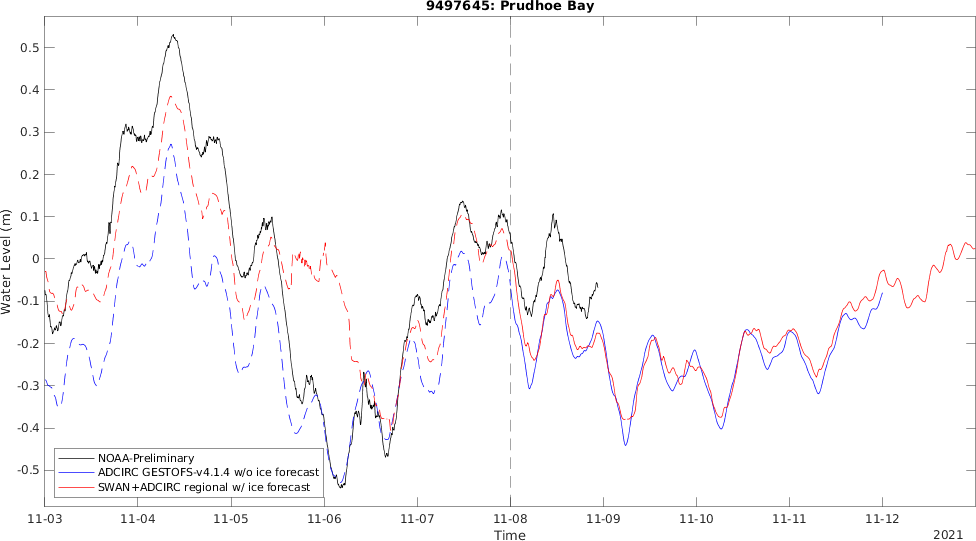 9497645: Prudhoe Bay
Water Level (m)
0.5
0.4
0.3
0.2
0.1
0
-0.1
-0.2
-0.3
-0.4
-0.5
NOAA-Preliminary
ADCIRC GESTOFS-v4.1.4 w/o ice forecast
SWAN+ADCIRC regional w/ ice forecast
11-03 11-04 11-05 11-06 11-07 11-08 11-09 11-10 11-11 11-12
Time
2021